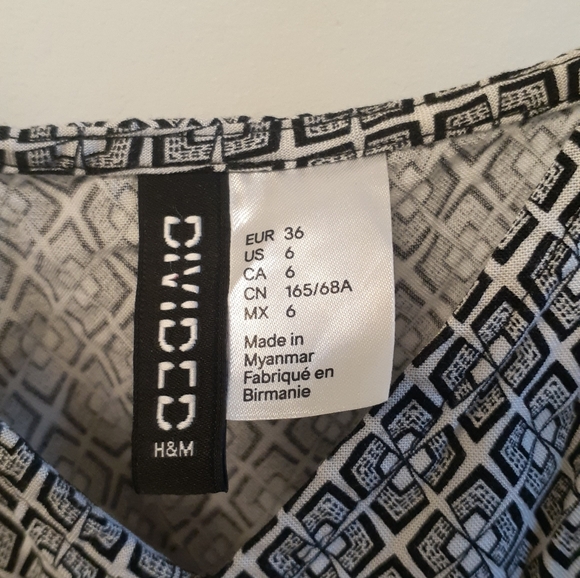 DIVIDED
H&M
EUR 36
US 6
CA 6
CN 165/68A
MX 6
Made in
Myanmar
Fabriqué en
Birmanie